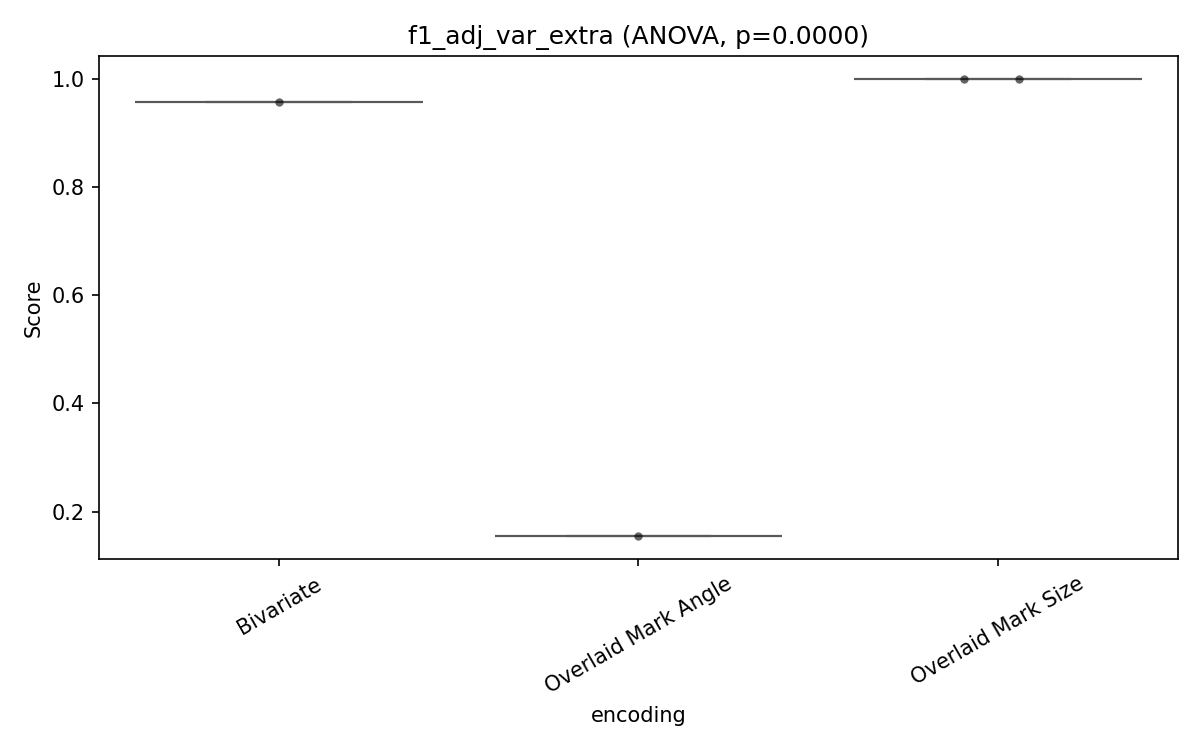 f1_adj_var_extra (ANOVA, p=0.0000)
1.0
0.8
0.6
0.4
0.2
Score
Bivariate
Overlaid Mark Angle
Overlaid Mark Size
encoding